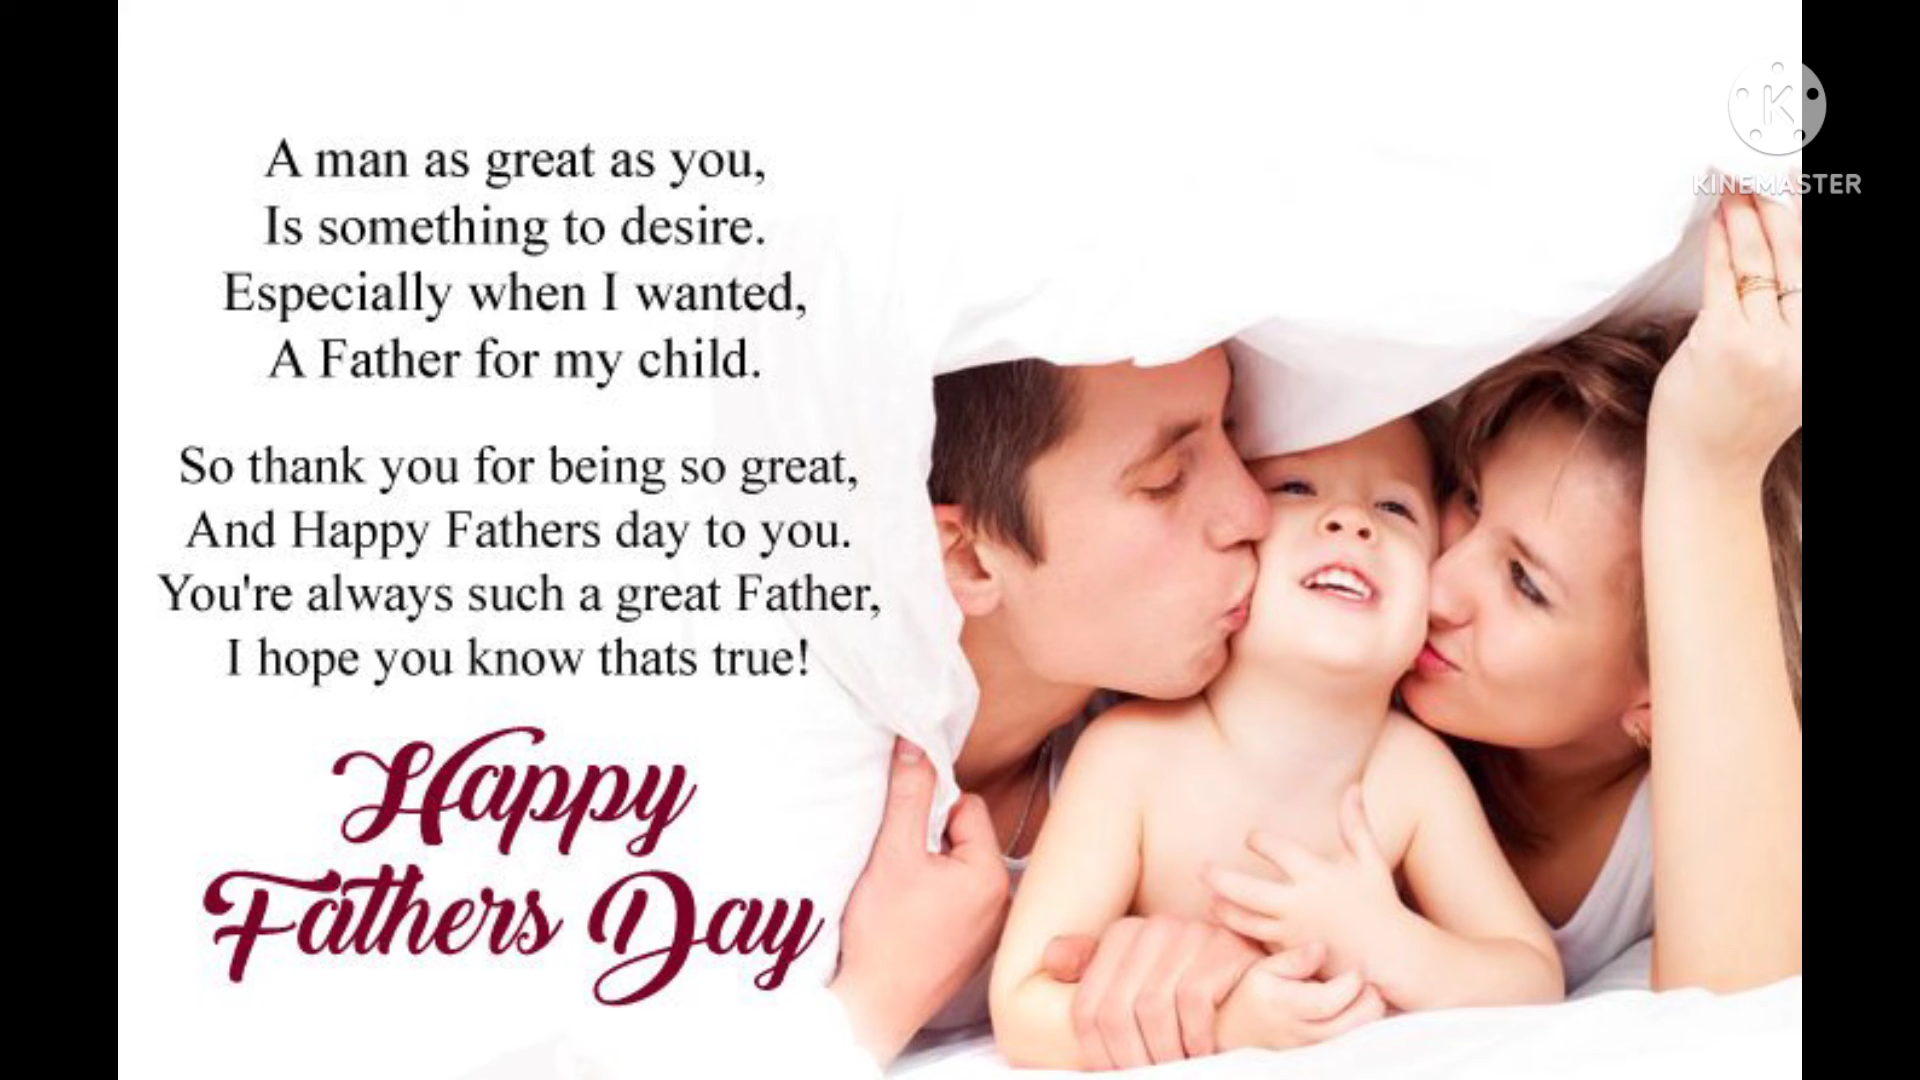 A man as great as you,
Is something to desire.
Especially when I wanted,
A Father for my child.
So thank you for being so great,
And Happy Fathers day to you.
You're always such a great Father,
I hope you know thats true!
Happy
Fathers Day
K
KINEMASTER